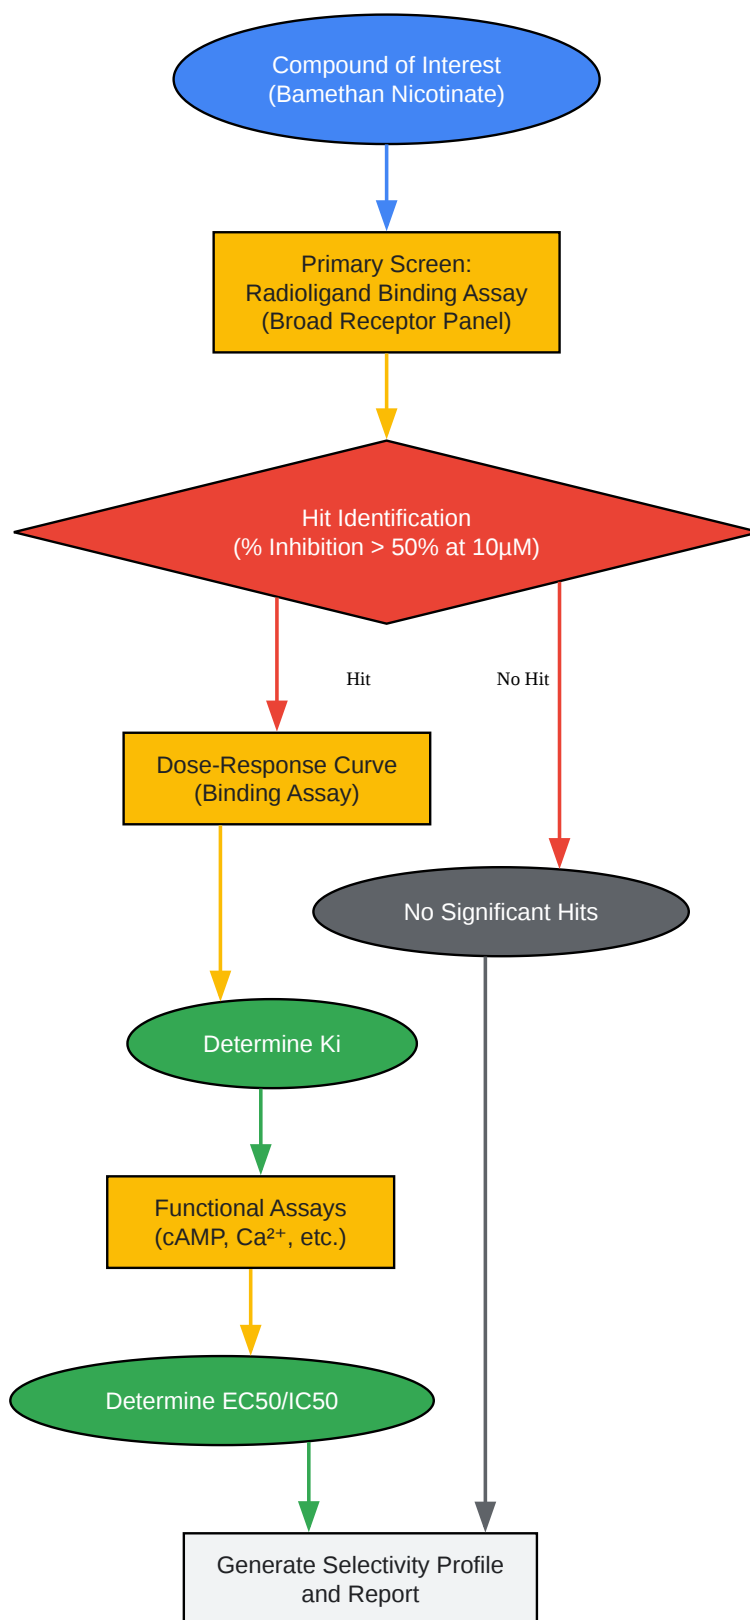 Compound of Interest
(Bamethan Nicotinate)
Primary Screen:
Radioligand Binding Assay
(Broad Receptor Panel)
Hit Identification
(% Inhibition > 50% at 10µM)
Hit
No Hit
Dose-Response Curve
(Binding Assay)
No Significant Hits
Determine Ki
Functional Assays
(cAMP, Ca²⁺, etc.)
Determine EC50/IC50
Generate Selectivity Profile
and Report